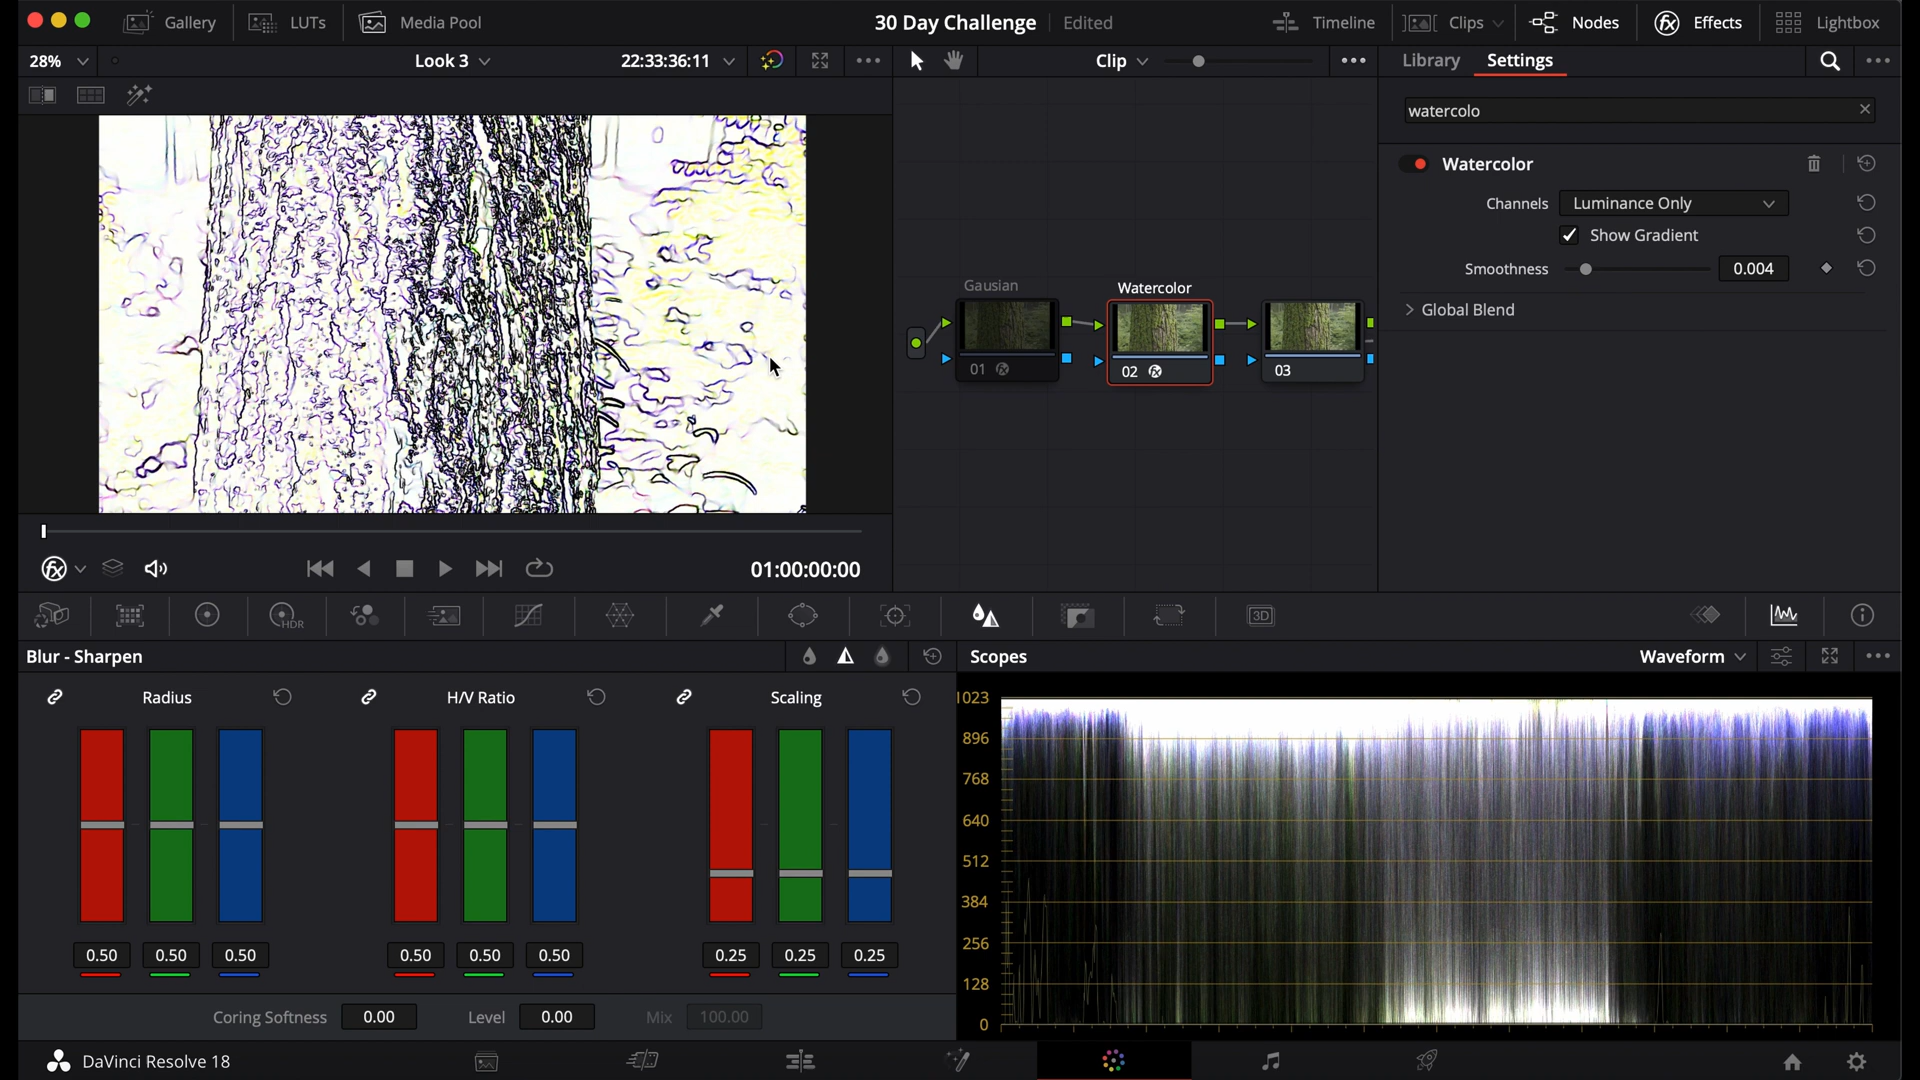 Gallery
LUTs
Media Pool
30 Day Challenge
Edited
Timeline
Clips
Nodes
Effects
Lightbox
28%
Look 3
22:33:36:11
Clip
Library
Settings
watercolo
Watercolor
Channels
Luminance Only
Show Gradient
Smoothness
0.004
Global Blend
Gausian
Watercolor
01
02
03
01:00:00:00
HDR
3D
Blur - Sharpen
Radius
H/V Ratio
Scaling
0.50
0.50
0.50
0.50
0.50
0.50
0.25
0.25
0.25
Coring Softness
0.00
Level
0.00
Mix
100.00
Scopes
Waveform
1023
896
768
640
512
384
256
128
0
DaVinci Resolve 18